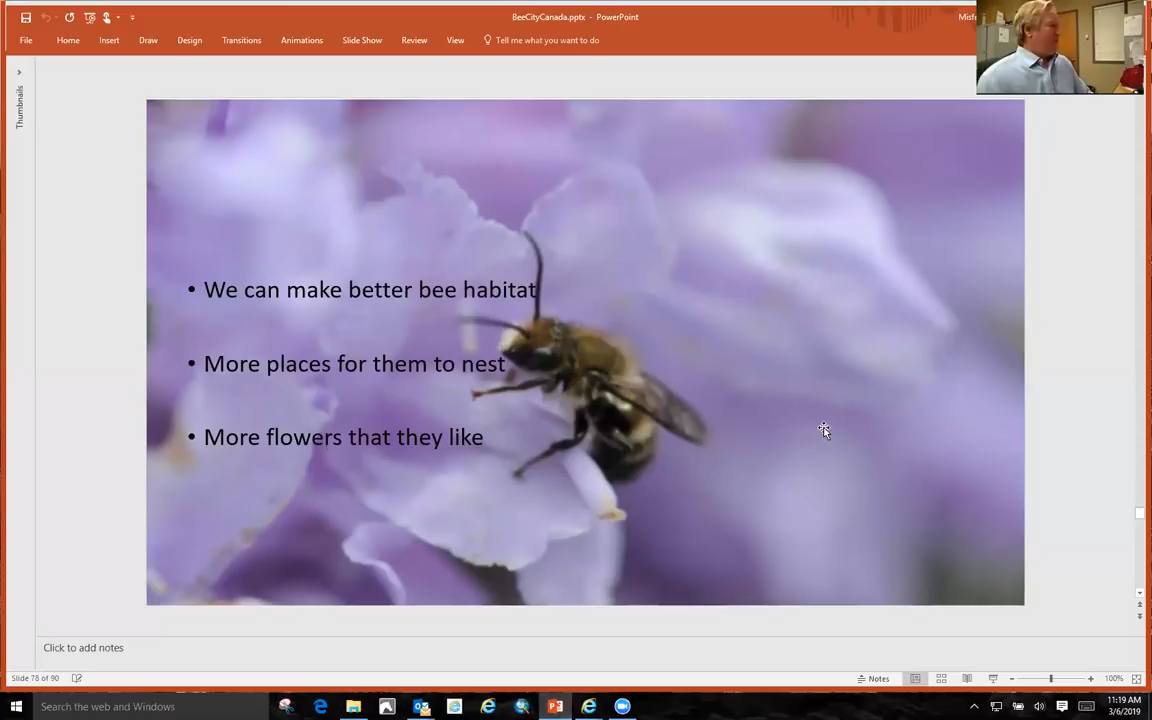 BeeCityCanada.pptx - PowerPoint
File Home Insert Draw Design Transitions Animations Slide Show Review View Tell me what you want to do
Thumbnails
• We can make better bee habitat
• More places for them to nest
• More flowers that they like
Click to add notes
Slide 78 of 90
Notes
100%
Search the web and Windows
11:19 AM
3/6/2019